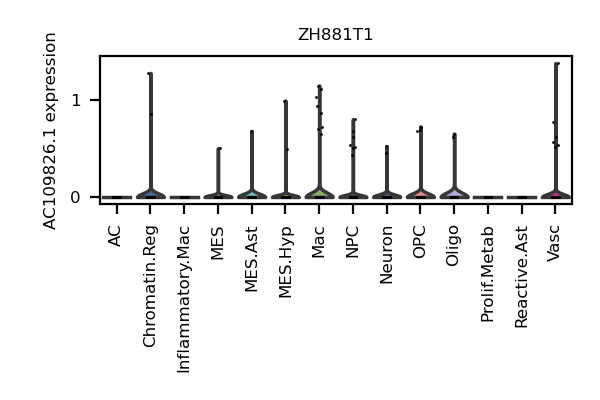 ZH881T1
AC109826.1 expression
1
0
AC
Chromatin.Reg
Inflammatory.Mac
MES
MES.Ast
MES.Hyp
Mac
NPC
Neuron
OPC
Oligo
Prolif.Metab
Reactive.Ast
Vasc